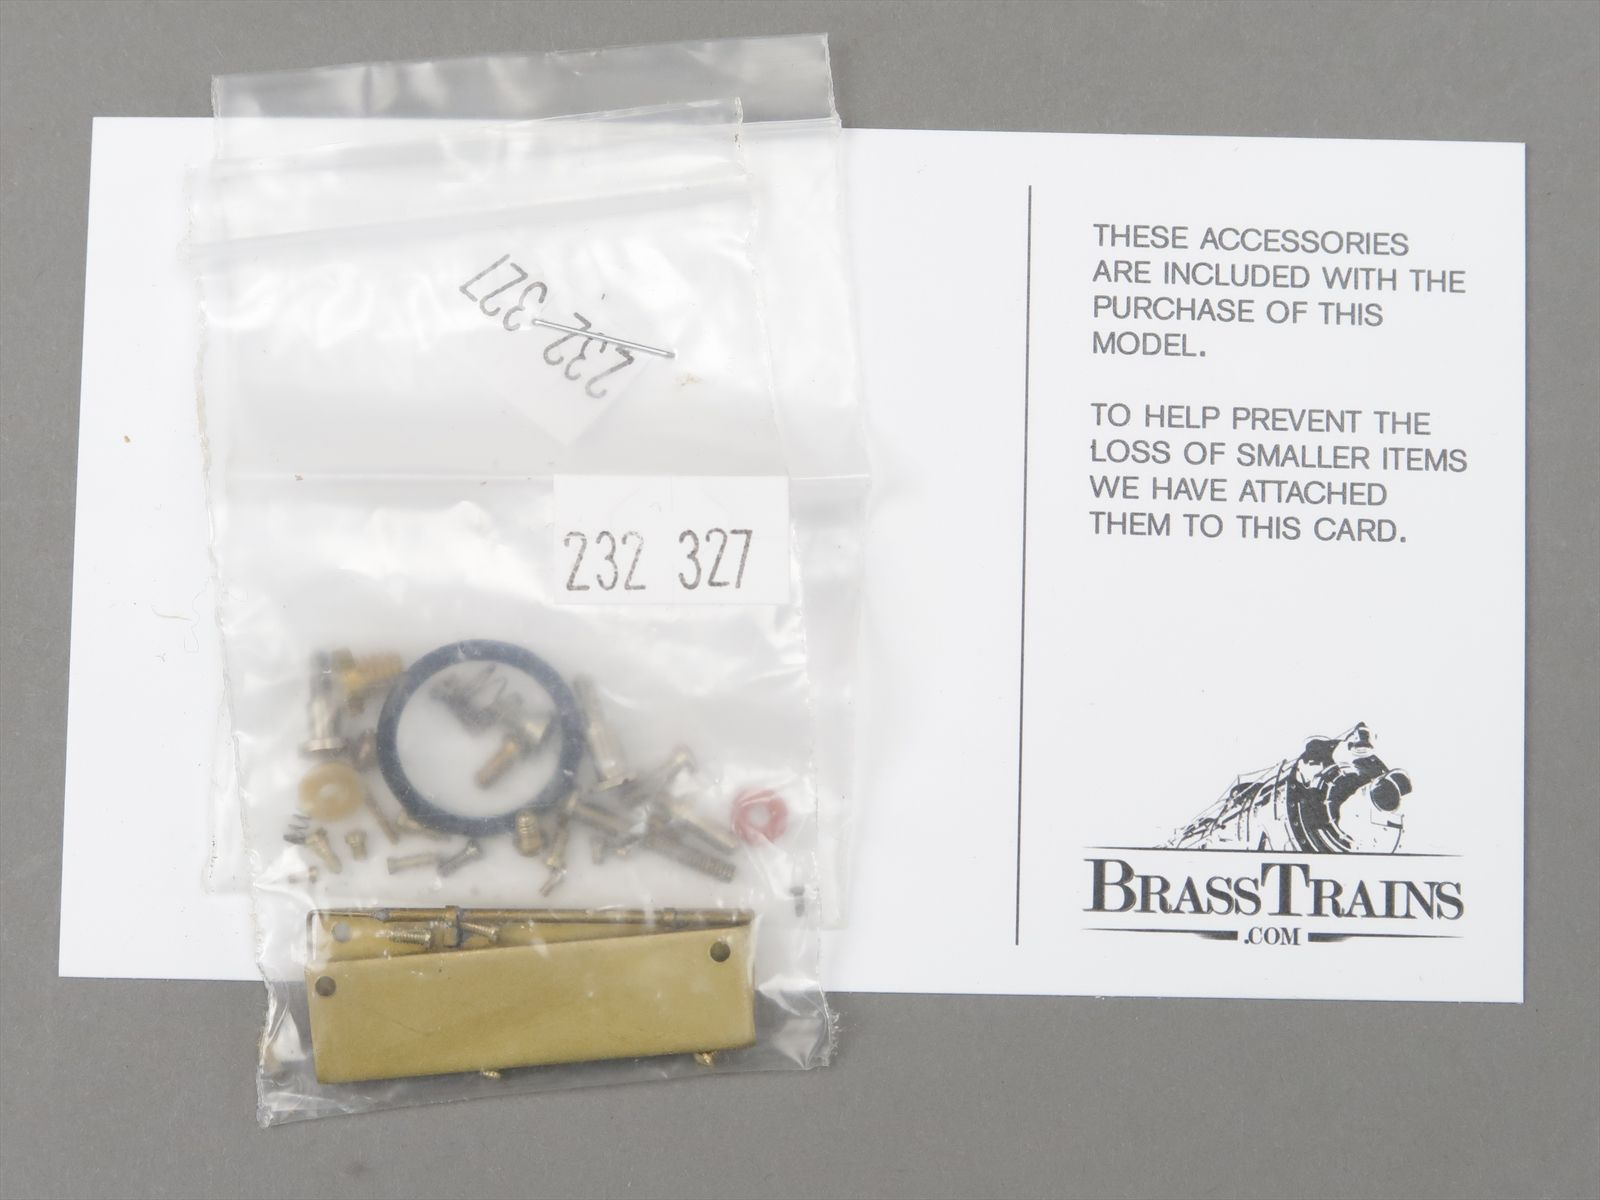 232 327
232 327
THESE ACCESSORIES
ARE INCLUDED WITH THE
PURCHASE OF THIS
MODEL.
TO HELP PREVENT THE
LOSS OF SMALLER ITEMS
WE HAVE ATTACHED
THEM TO THIS CARD.
BRASSTRAINS
.COM